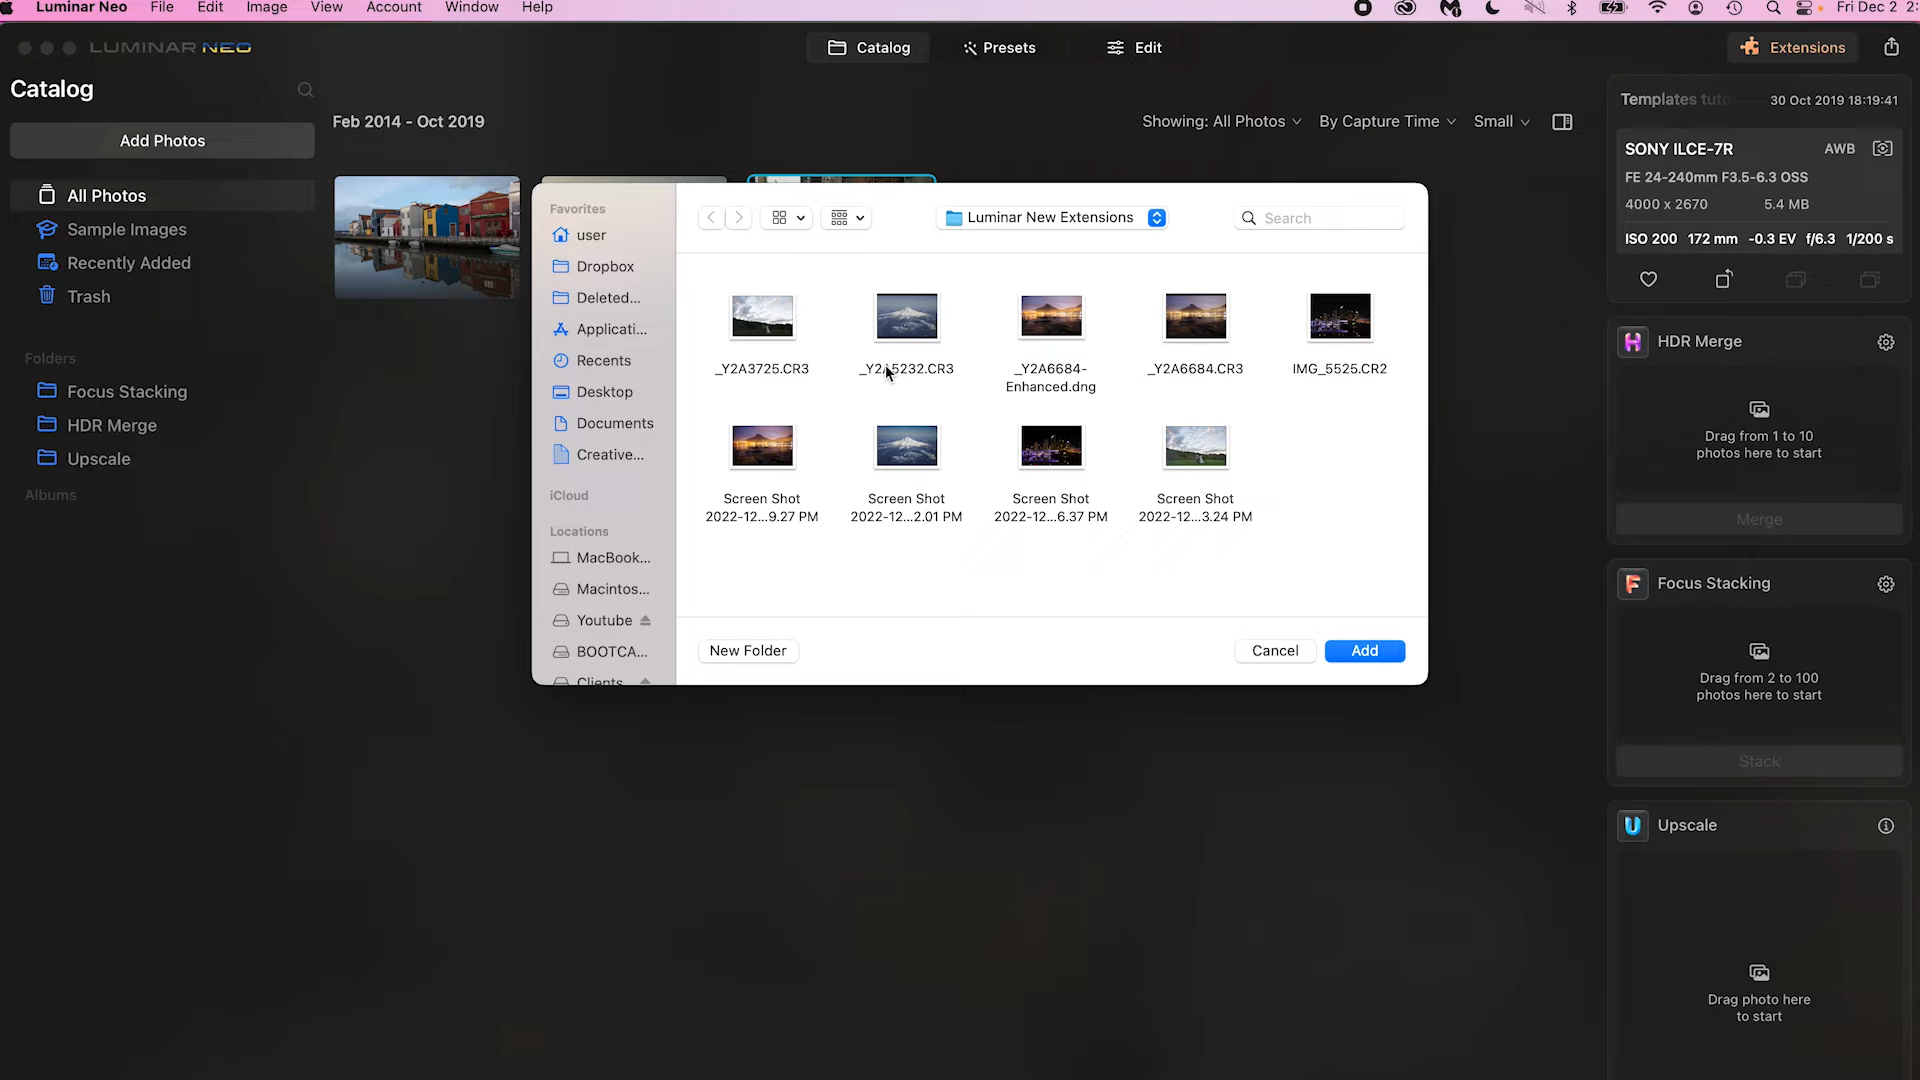 Luminar Neo File Edit Image View Account Window Help Fri Dec 2 2:
LUMINAR NEO Catalog Presets Edit Extensions
Catalog
Add Photos
All Photos
Sample Images
Recently Added
Trash
Folders
Focus Stacking
HDR Merge
Upscale
Albums
Feb 2014 - Oct 2019 Showing: All Photos By Capture Time Small
Favorites
user
Dropbox
Deleted...
Applicati...
Recents
Desktop
Documents
Creative...
iCloud
Locations
MacBook...
Macintos...
Youtube
BOOTCA...
Clients
Luminar New Extensions Search
_Y2A3725.CR3 _Y2A5232.CR3 _Y2A6684- _Y2A6684.CR3 IMG_5525.CR2
Enhanced.dng
Screen Shot Screen Shot Screen Shot Screen Shot
2022-12...9.27 PM 2022-12...2.01 PM 2022-12...6.37 PM 2022-12...3.24 PM
New Folder Cancel Add
Templates tuto 30 Oct 2019 18:19:41
SONY ILCE-7R AWB
FE 24-240mm F3.5-6.3 OSS
4000 x 2670 5.4 MB
ISO 200 172 mm -0.3 EV f/6.3 1/200 s
HDR Merge
Drag from 1 to 10
photos here to start
Merge
Focus Stacking
Drag from 2 to 100
photos here to start
Stack
Upscale
Drag photo here
to start